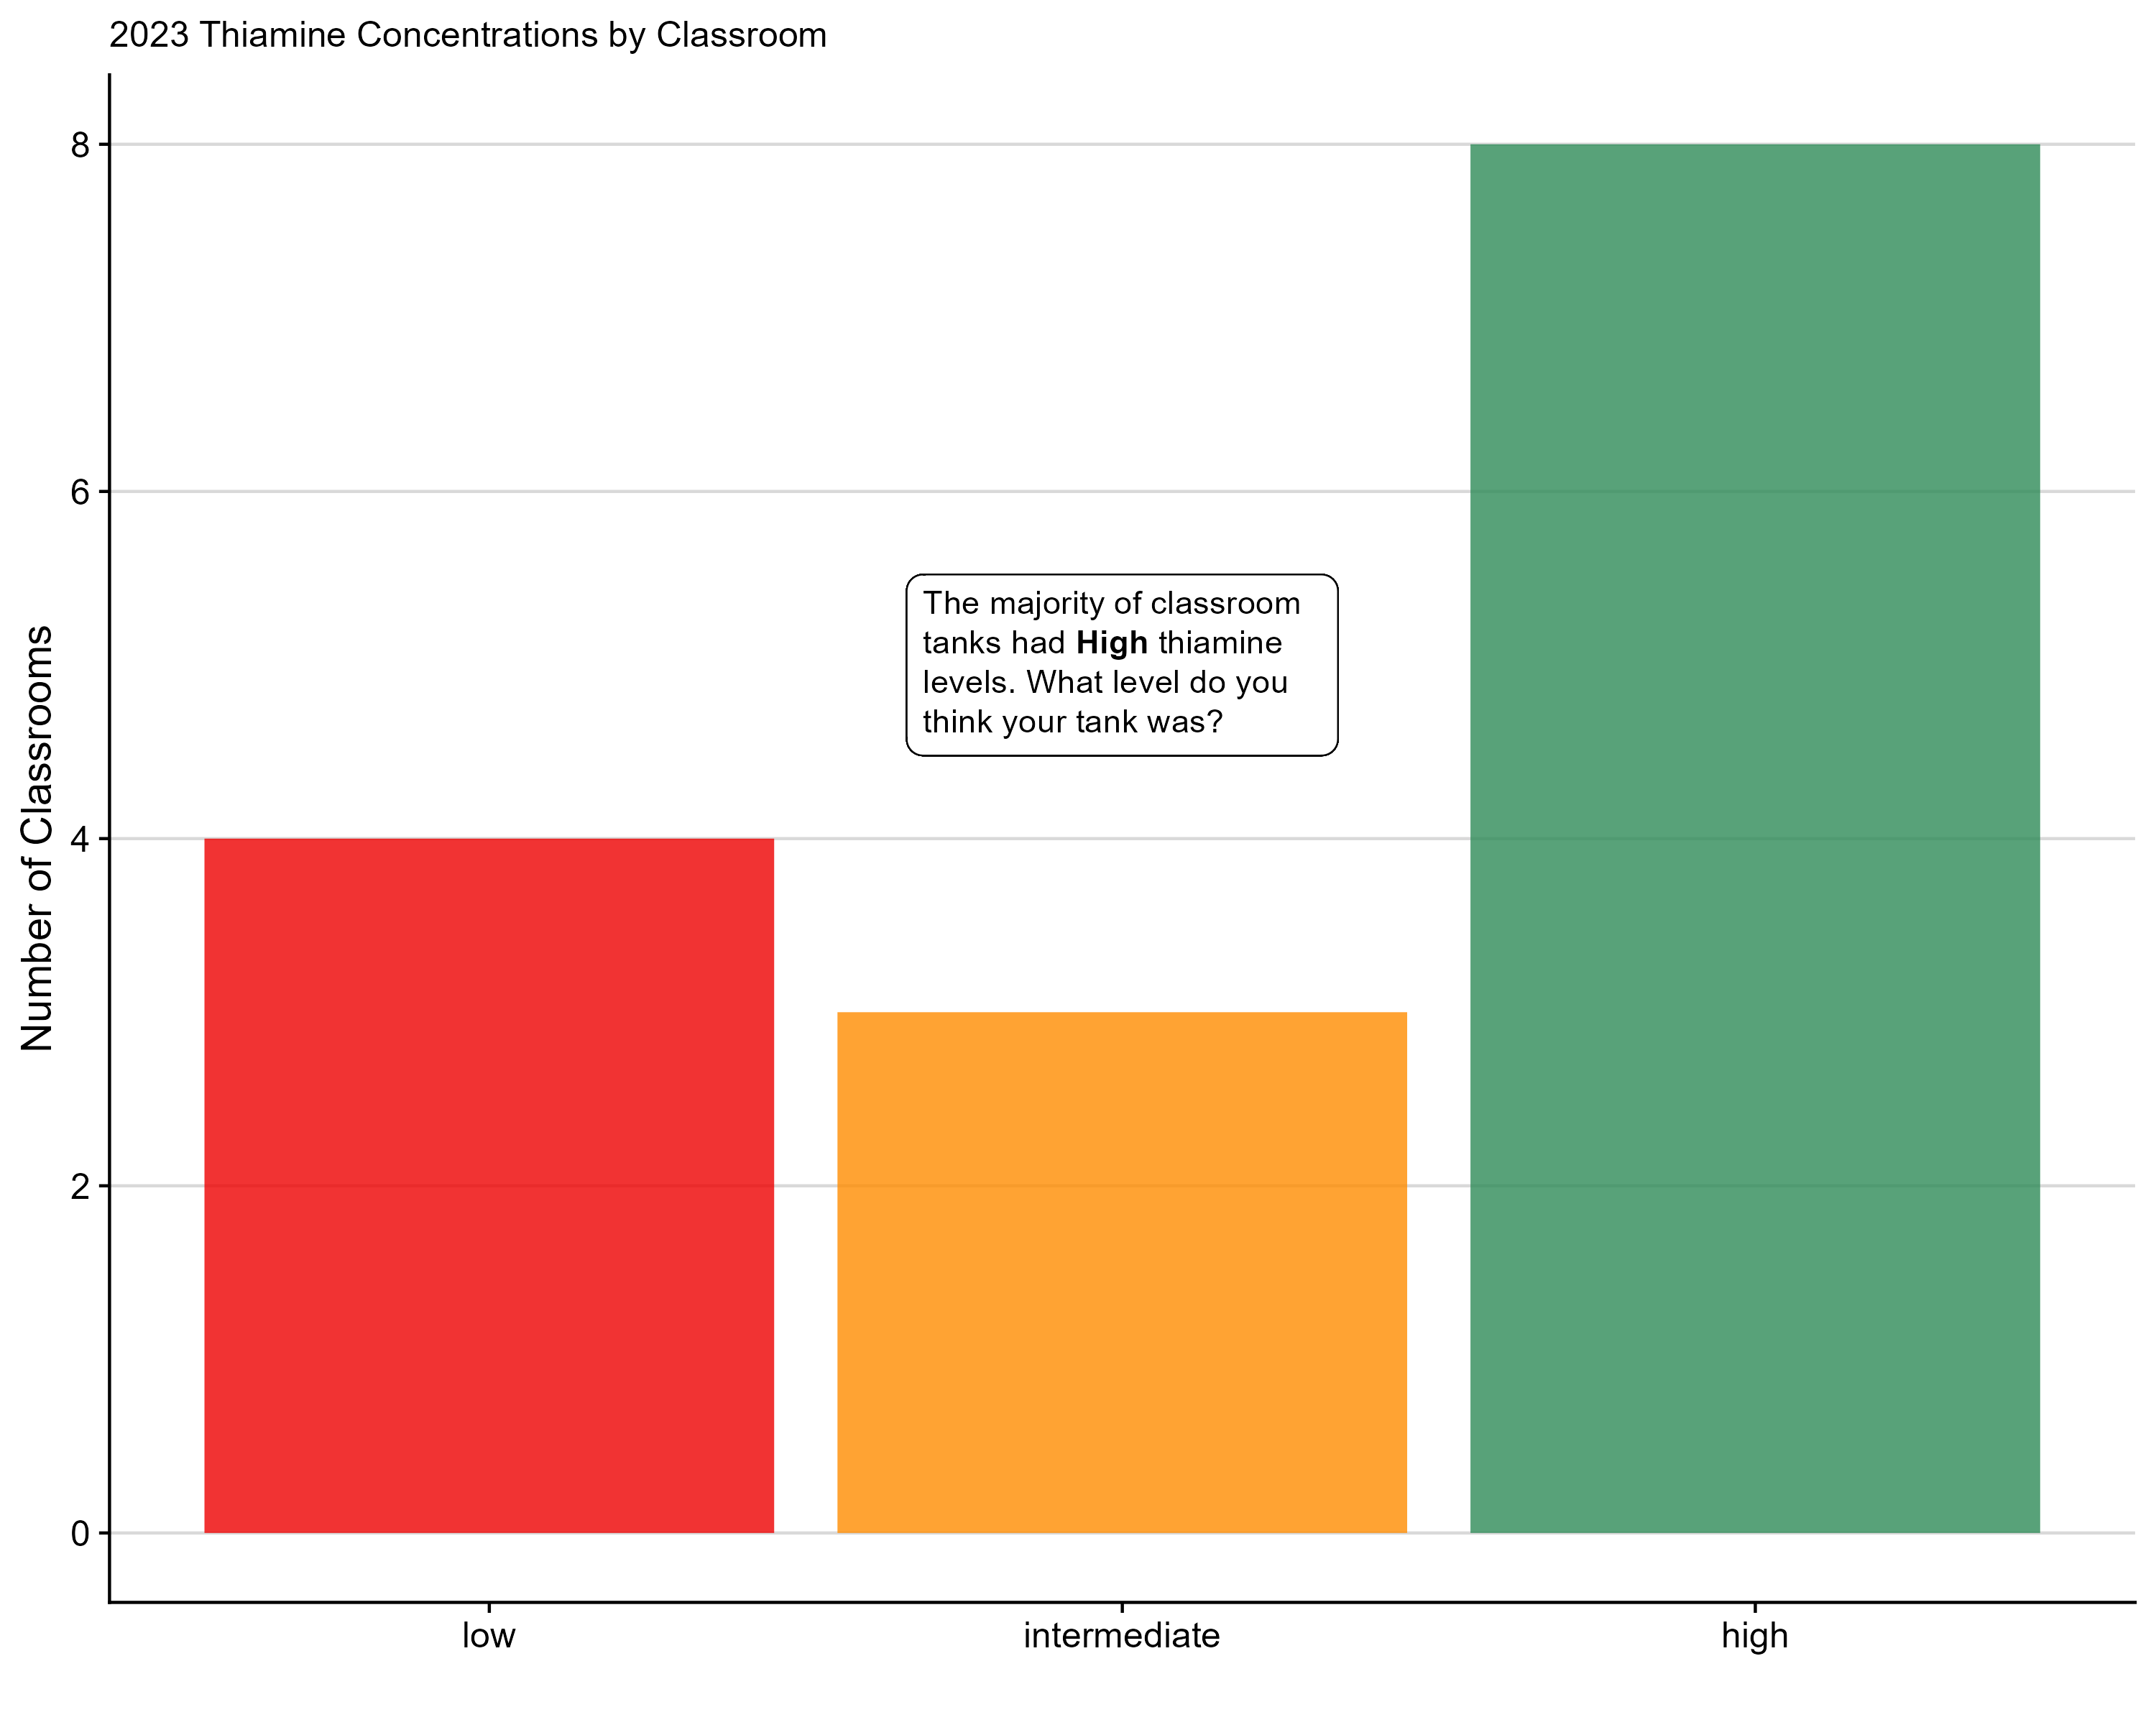 2023 Thiamine Concentrations by Classroom
Number of Classrooms
8
6
4
2
0
The majority of classroom
tanks had High thiamine
levels. What level do you
think your tank was?
low
intermediate
high